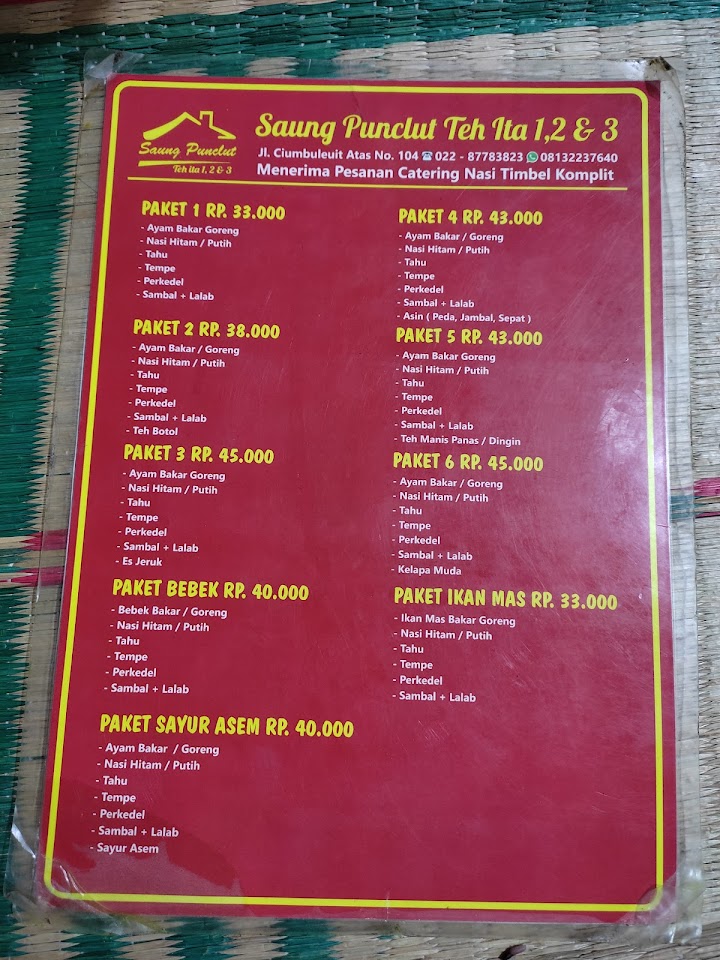 Saung Punclut
Teh ita 1, 2 & 3
Saung Punclut Teh Ita 1,2 & 3
Jl. Ciumbuleuit Atas No. 104 ☎ 022 - 87783823 08132237640
Menerima Pesanan Catering Nasi Timbel Komplit
PAKET 1 RP. 33.000
- Ayam Bakar Goreng
- Nasi Hitam / Putih
- Tahu
- Tempe
- Perkedel
- Sambal + Lalab
PAKET 2 RP. 38.000
- Ayam Bakar / Goreng
- Nasi Hitam / Putih
- Tahu
- Tempe
- Perkedel
- Sambal + Lalab
- Teh Botol
PAKET 3 RP. 45.000
- Ayam Bakar Goreng
- Nasi Hitam / Putih
- Tahu
- Tempe
- Perkedel
- Sambal + Lalab
- Es Jeruk
PAKET BEBEK RP. 40.000
- Bebek Bakar / Goreng
- Nasi Hitam / Putih
- Tahu
- Tempe
- Perkedel
- Sambal + Lalab
PAKET SAYUR ASEM RP. 40.000
- Ayam Bakar / Goreng
- Nasi Hitam / Putih
- Tahu
- Tempe
- Perkedel
- Sambal + Lalab
- Sayur Asem
PAKET 4 RP. 43.000
- Ayam Bakar / Goreng
- Nasi Hitam / Putih
- Tahu
- Tempe
- Perkedel
- Sambal + Lalab
- Asin ( Peda, Jambal, Sepat )
PAKET 5 RP. 43.000
- Ayam Bakar Goreng
- Nasi Hitam / Putih
- Tahu
- Tempe
- Perkedel
- Sambal + Lalab
- Teh Manis Panas / Dingin
PAKET 6 RP. 45.000
- Ayam Bakar / Goreng
- Nasi Hitam / Putih
- Tahu
- Tempe
- Perkedel
- Sambal + Lalab
- Kelapa Muda
PAKET IKAN MAS RP. 33.000
- Ikan Mas Bakar Goreng
- Nasi Hitam / Putih
- Tahu
- Tempe
- Perkedel
- Sambal + Lalab